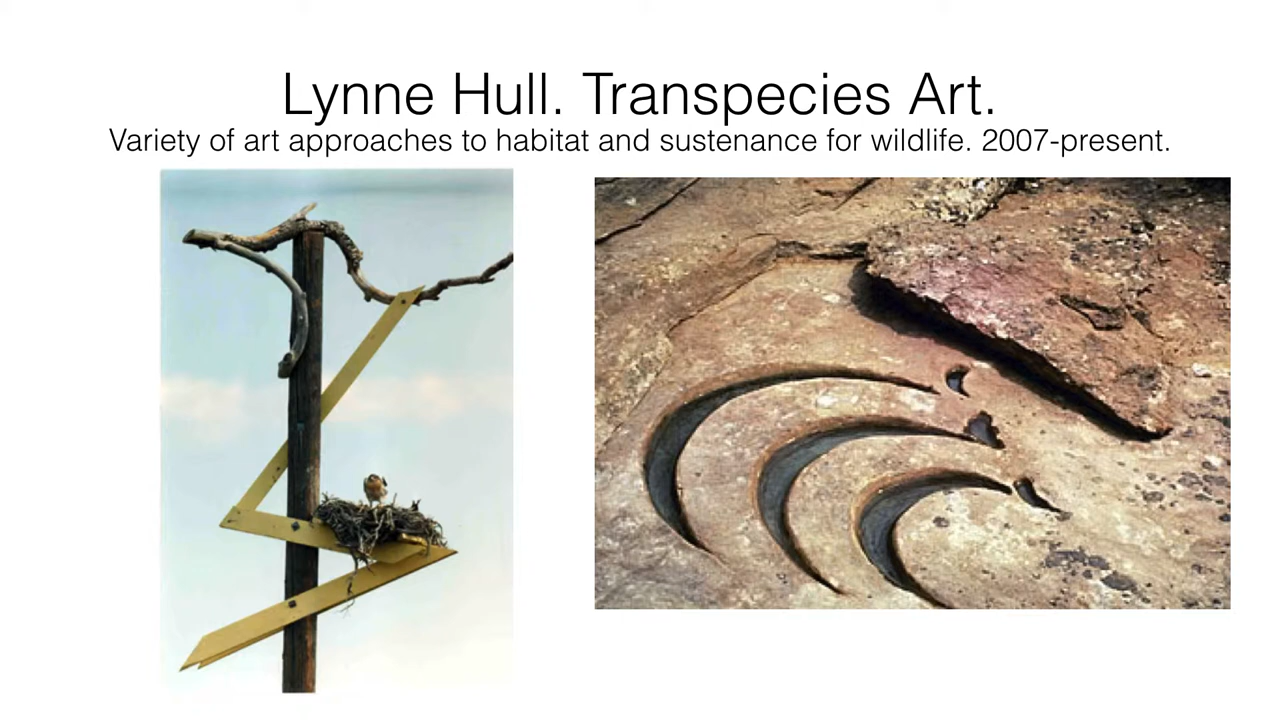 Lynne Hull. Transpecies Art.
Variety of art approaches to habitat and sustenance for wildlife. 2007-present.